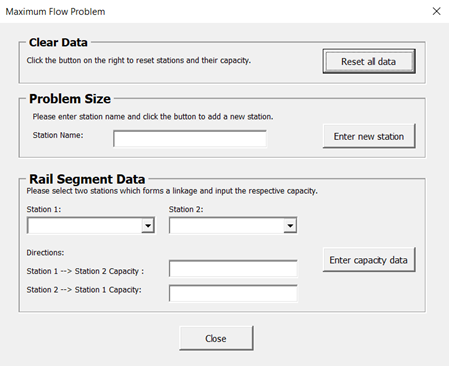 Maximum Flow Problem
Clear Data
Click the button on the right to reset stations and their capacity.
Reset all data
Problem Size
Please enter station name and click the button to add a new station.
Station Name:
Enter new station
Rail Segment Data
Please select two stations which forms a linkage and input the respective capacity.
Station 1:
Station 2:
Directions:
Station 1 --> Station 2 Capacity :
Enter capacity data
Station 2 --> Station 1 Capacity:
Close